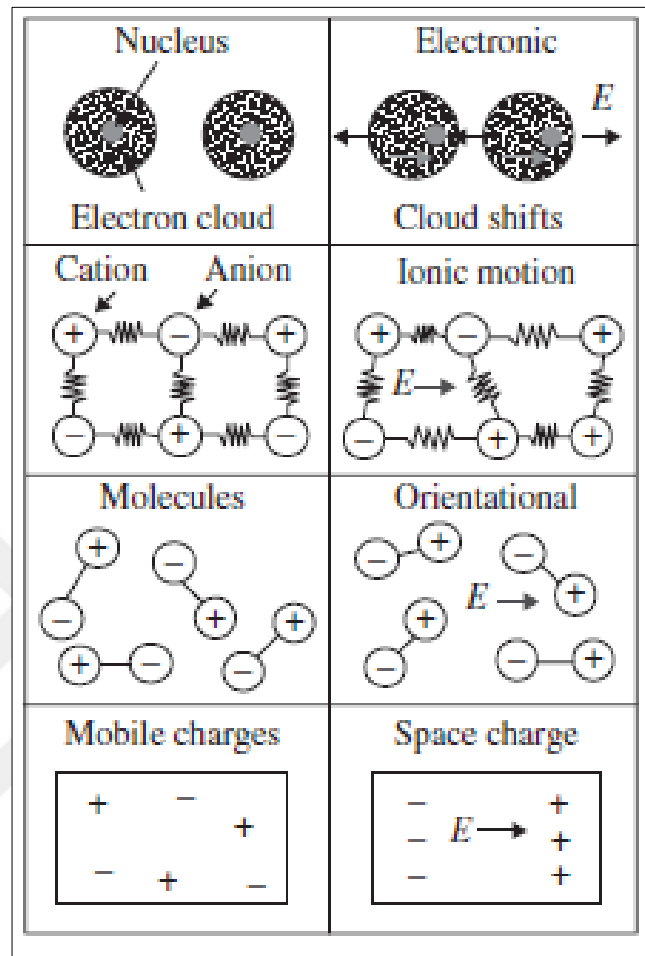 Nucleus
Electron cloud
Electronic
E
Cloud shifts
Cation Anion
+ − +
− + −
Ionic motion
+ − +
E
− + +
Molecules
+ −
− + +
+ − −
Orientational
− + −
E +
+
− − +
Mobile charges
+ −
+
− + −
Space charge
− +
E
− +
− +